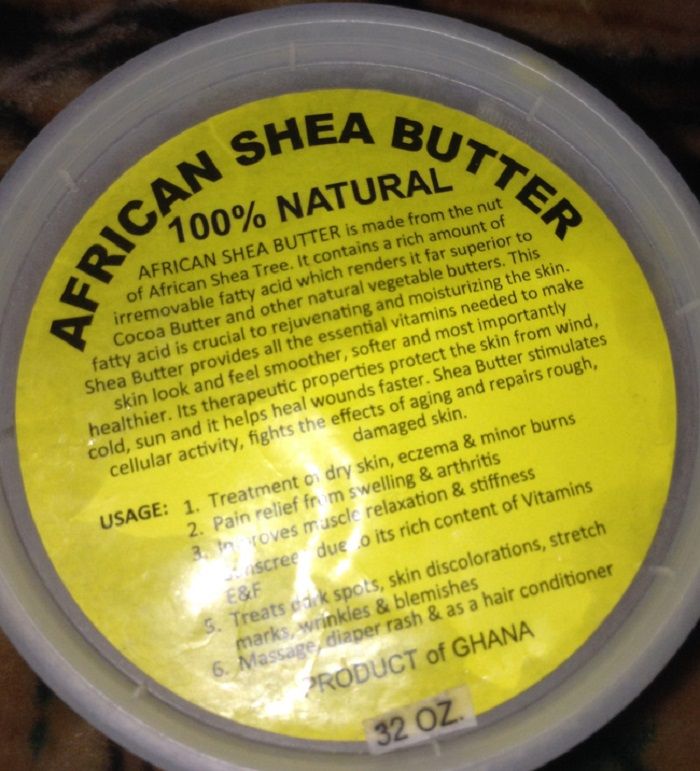 AFRICAN SHEA BUTTER
100% NATURAL
AFRICAN SHEA BUTTER is made from the nut
of African Shea Tree. It contains a rich amount of
irremovable fatty acid which renders it far superior to
Cocoa Butter and other natural vegetable butters. This
fatty acid is crucial to rejuvenating and moisturizing the skin.
Shea Butter provides all the essential vitamins needed to make
skin look and feel smoother, softer and most importantly
healthier. Its therapeutic properties protect the skin from wind,
cold, sun and it helps heal wounds faster. Shea Butter stimulates
cellular activity, fights the effects of aging and repairs rough,
damaged skin.
USAGE: 1. Treatment of dry skin, eczema & minor burns
2. Pain relief from swelling & arthritis
3. Improves muscle relaxation & stiffness
Sunscreen due to its rich content of Vitamins
E&F
5. Treats dark spots, skin discolorations, stretch
marks, wrinkles & blemishes
6. Massage, diaper rash & as a hair conditioner
PRODUCT of GHANA
32 OZ.